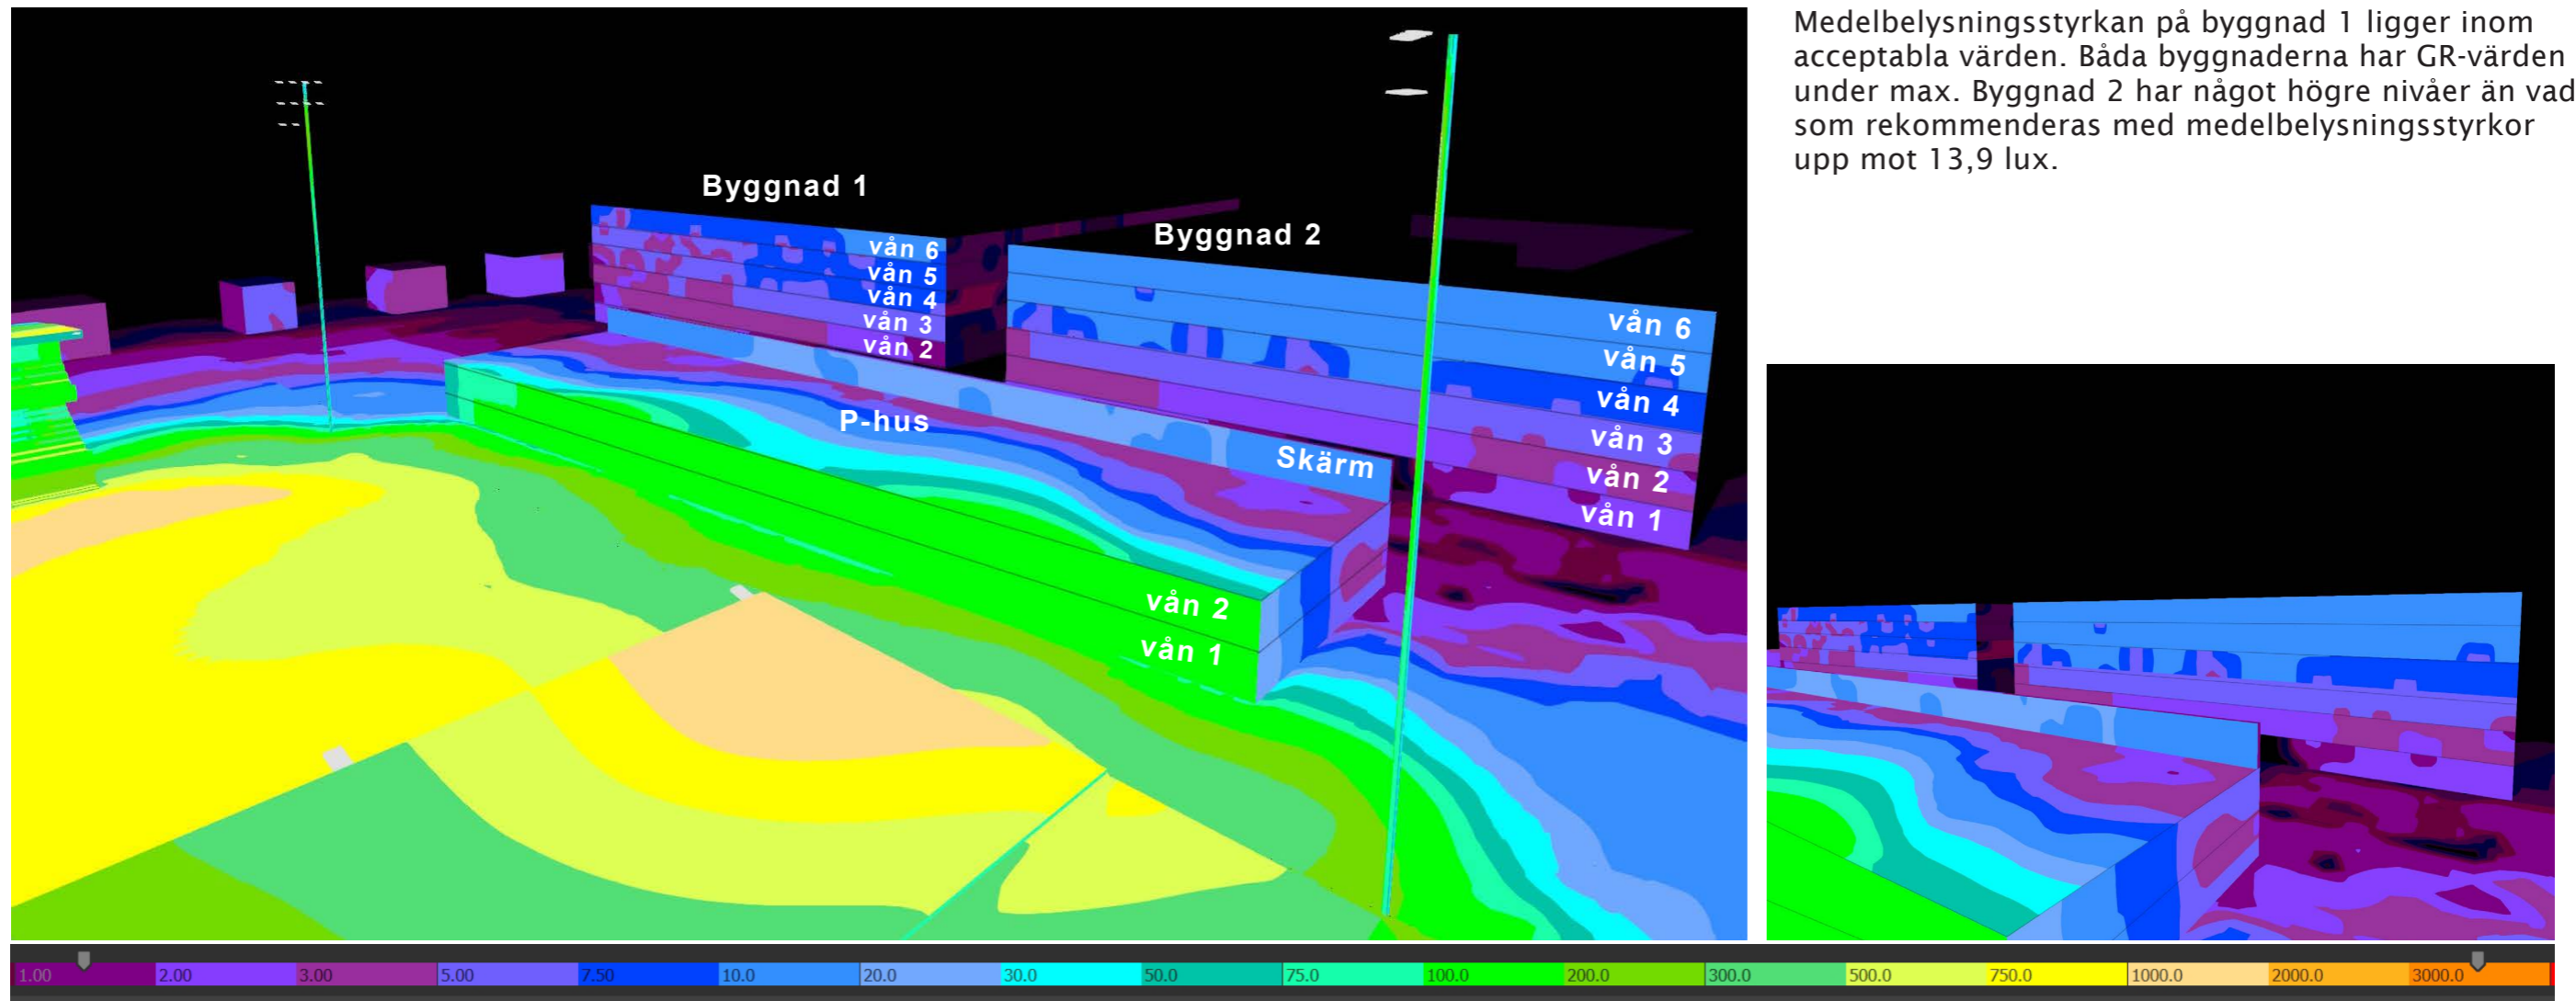 Medelbelysningsstyrkan på byggnad 1 ligger inom
acceptabla värden. Båda byggnaderna har GR-värden
under max. Byggnad 2 har något högre nivåer än vad
som rekommenderas med medelbelysningsstyrkor
upp mot 13,9 lux.
Byggnad 1
vån 6
vån 5
vån 4
vån 3
vån 2
Byggnad 2
vån 6
vån 5
vån 4
vån 3
vån 2
vån 1
P-hus
Skärm
vån 2
vån 1
1.00 2.00 3.00 5.00 7.50 10.0 20.0 30.0 50.0 75.0 100.0 200.0 300.0 500.0 750.0 1000.0 2000.0 3000.0